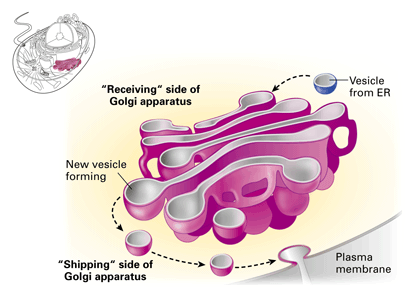 "Receiving" side of
Golgi apparatus
Vesicle
from ER
New vesicle
forming
"Shipping" side of
Golgi apparatus
Plasma
membrane